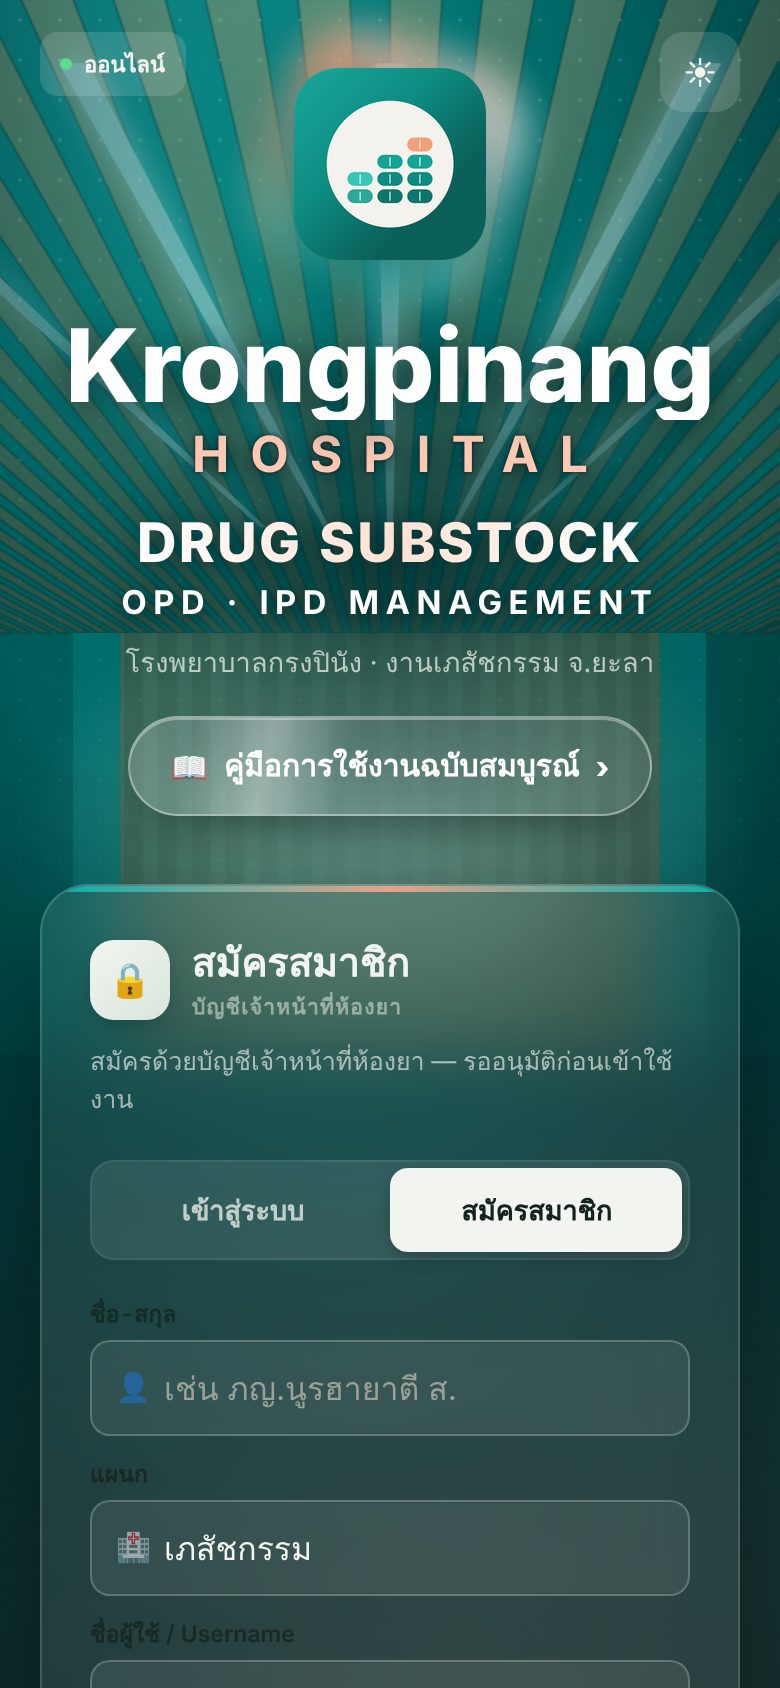 ออนไลน์
Krongpinang
HOSPITAL
DRUG SUBSTOCK
OPD · IPD MANAGEMENT
โรงพยาบาลกรงปินัง · งานเภสัชกรรม จ.ยะลา
คู่มือการใช้งานฉบับสมบูรณ์ ›
สมัครสมาชิก
บัญชีเจ้าหน้าที่ห้องยา
สมัครด้วยบัญชีเจ้าหน้าที่ห้องยา — รออนุมัติก่อนเข้าใช้
งาน
เข้าสู่ระบบ สมัครสมาชิก
ชื่อ-สกุล
เช่น ภญ.นูรฮายาตี ส.
แผนก
เภสัชกรรม
ชื่อผู้ใช้ / Username